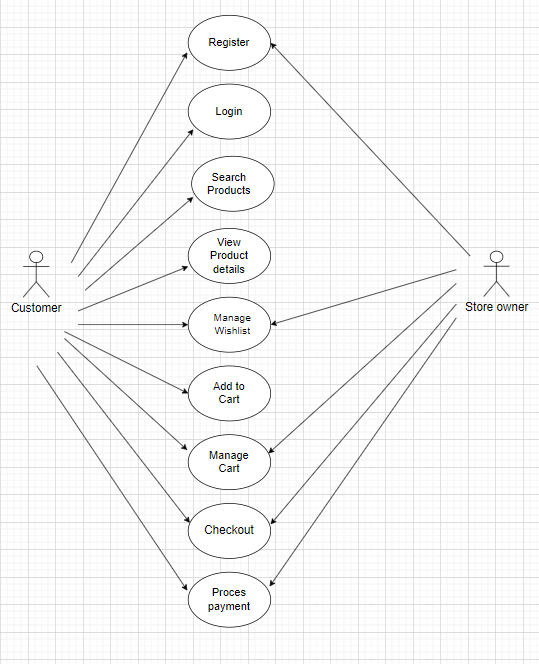 Register
Login
Search
Products
View
Product
details
Customer
Store owner
Manage
Wishlist
Add to
Cart
Manage
Cart
Checkout
Proces
payment